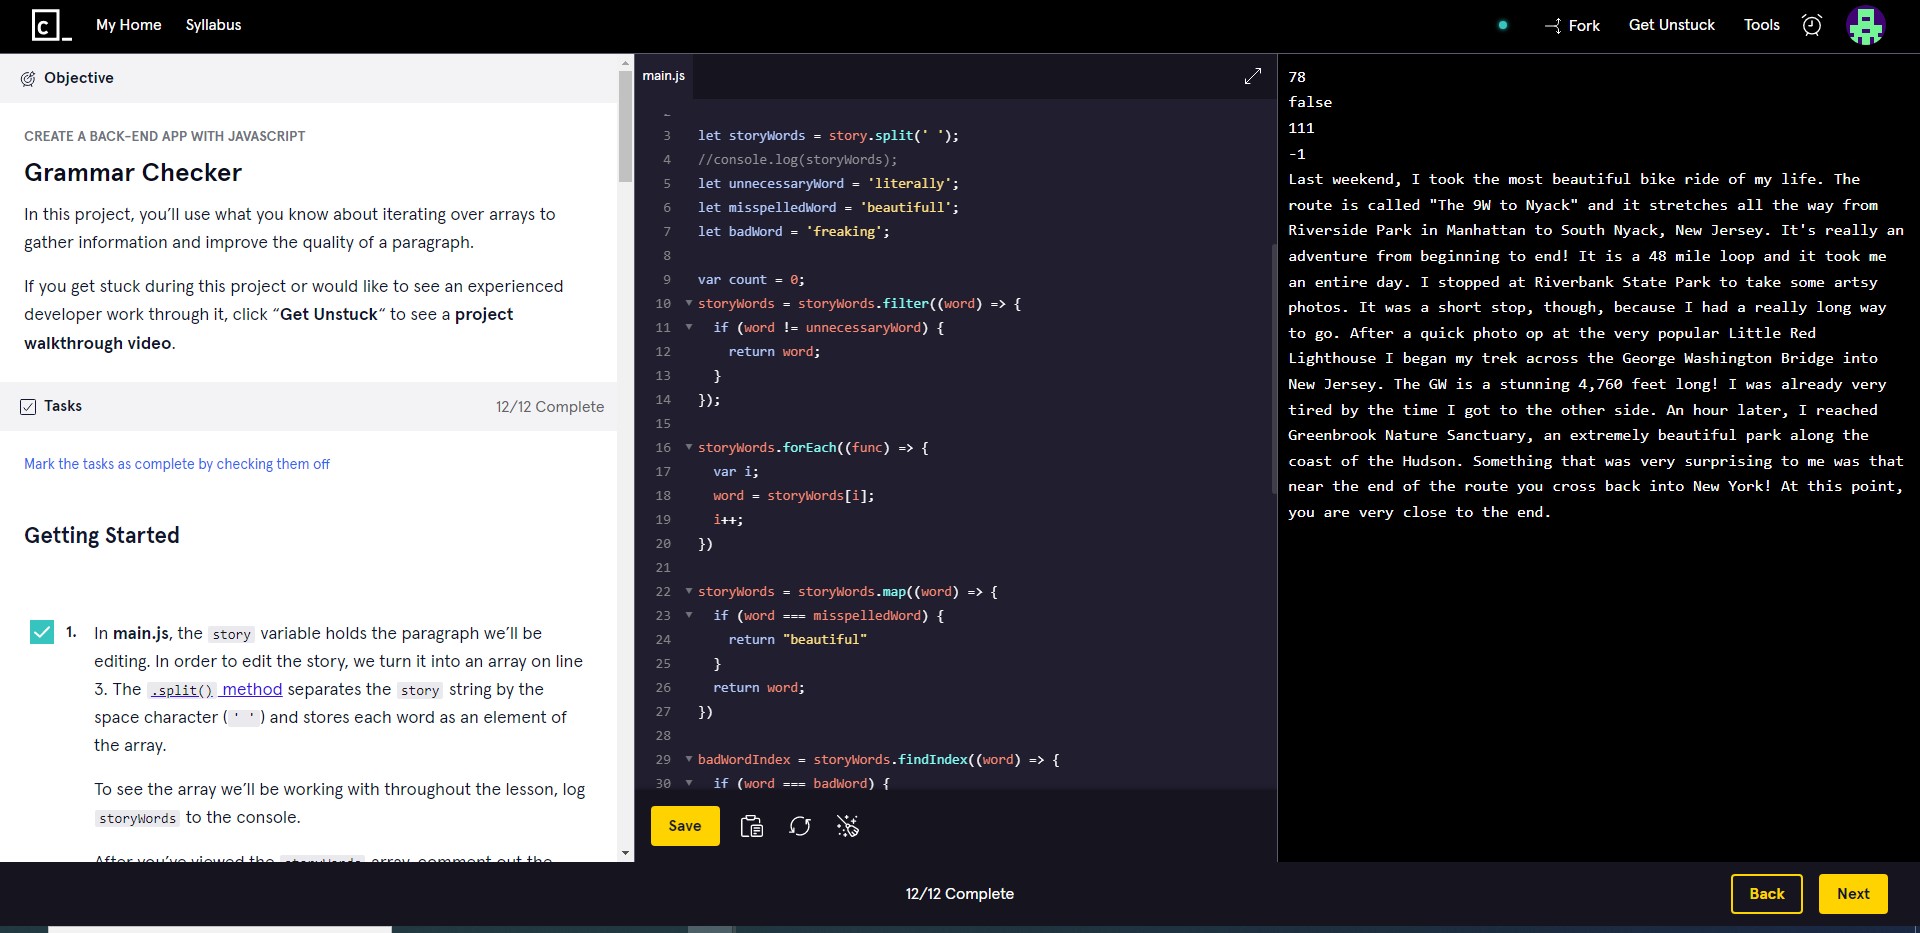 c_
My Home
Syllabus
Fork
Get Unstuck
Tools
Objective
CREATE A BACK-END APP WITH JAVASCRIPT
Grammar Checker
In this project, you’ll use what you know about iterating over arrays to
gather information and improve the quality of a paragraph.
If you get stuck during this project or would like to see an experienced
developer work through it, click “Get Unstuck“ to see a project
walkthrough video.
Tasks
12/12 Complete
Mark the tasks as complete by checking them off
Getting Started
1. In main.js, the story variable holds the paragraph we’ll be
editing. In order to edit the story, we turn it into an array on line
3. The .split() method separates the story string by the
space character (' ') and stores each word as an element of
the array.
To see the array we’ll be working with throughout the lesson, log
storyWords to the console.
After you’ve viewed the storyWords array, comment out the
main.js
3 let storyWords = story.split(' ');
4 //console.log(storyWords);
5 let unnecessaryWord = 'literally';
6 let misspelledWord = 'beautifull';
7 let badWord = 'freaking';
8
9 var count = 0;
10 storyWords = storyWords.filter((word) => {
11 if (word != unnecessaryWord) {
12 return word;
13 }
14 });
15
16 storyWords.forEach((func) => {
17 var i;
18 word = storyWords[i];
19 i++;
20 })
21
22 storyWords = storyWords.map((word) => {
23 if (word === misspelledWord) {
24 return "beautiful"
25 }
26 return word;
27 })
28
29 badWordIndex = storyWords.findIndex((word) => {
30 if (word === badWord) {
Save
78
false
111
-1
Last weekend, I took the most beautiful bike ride of my life. The
route is called "The 9W to Nyack" and it stretches all the way from
Riverside Park in Manhattan to South Nyack, New Jersey. It's really an
adventure from beginning to end! It is a 48 mile loop and it took me
an entire day. I stopped at Riverbank State Park to take some artsy
photos. It was a short stop, though, because I had a really long way
to go. After a quick photo op at the very popular Little Red
Lighthouse I began my trek across the George Washington Bridge into
New Jersey. The GW is a stunning 4,760 feet long! I was already very
tired by the time I got to the other side. An hour later, I reached
Greenbrook Nature Sanctuary, an extremely beautiful park along the
coast of the Hudson. Something that was very surprising to me was that
near the end of the route you cross back into New York! At this point,
you are very close to the end.
12/12 Complete
Back
Next